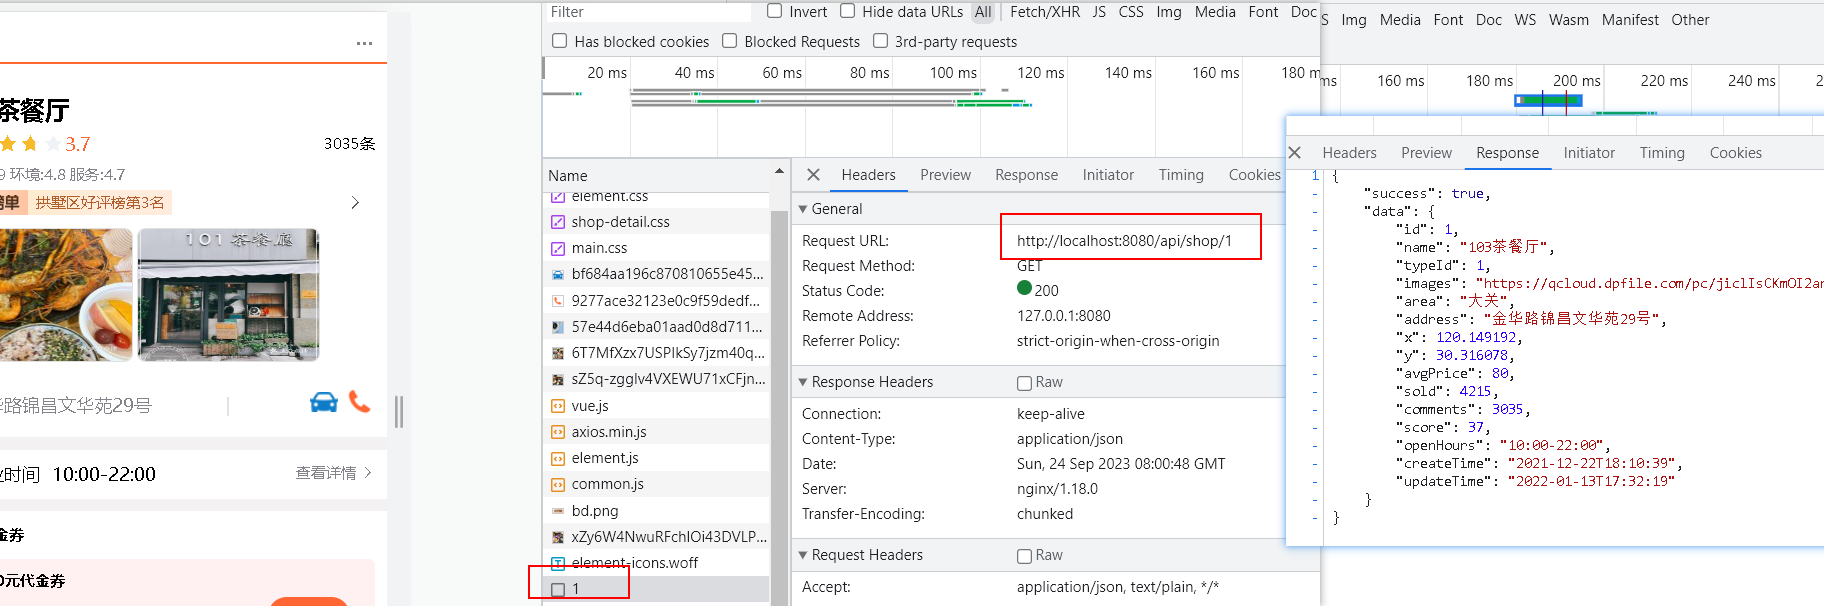 ...
茶餐厅
3.7
3035条
9 环境:4.8 服务:4.7
榜单 拱墅区好评榜第3名
101 茶餐廳
路锦昌文华苑29号
业时间 10:00-22:00
查看详情
金券
0元代金券
Filter
Invert
Hide data URLs
All
Fetch/XHR JS CSS Img Media Font Doc
Has blocked cookies
Blocked Requests
3rd-party requests
20 ms 40 ms 60 ms 80 ms 100 ms 120 ms 140 ms 160 ms 180 m
Name
element.css
shop-detail.css
main.css
bf684aa196c870810655e45...
9277ace32123e0c9f59dedf...
57e44d6eba01aad0d8d711...
6T7MfXzx7USPIkSy7jzm40q...
sZ5q-zgglv4VXEWU71xCFjn...
vue.js
axios.min.js
element.js
common.js
bd.png
xZy6W4NwuRFchIOi43DVLP...
element-icons.woff
1
Headers Preview Response Initiator Timing Cookies
General
Request URL: http://localhost:8080/api/shop/1
Request Method: GET
Status Code: 200
Remote Address: 127.0.0.1:8080
Referrer Policy: strict-origin-when-cross-origin
Response Headers Raw
Connection: keep-alive
Content-Type: application/json
Date: Sun, 24 Sep 2023 08:00:48 GMT
Server: nginx/1.18.0
Transfer-Encoding: chunked
Request Headers Raw
Accept: application/json, text/plain, */*
S Img Media Font Doc WS Wasm Manifest Other
ms 160 ms 180 ms 200 ms 220 ms 240 ms 2
Headers Preview Response Initiator Timing Cookies
1 {
- "success": true,
- "data": {
- "id": 1,
- "name": "103茶餐厅",
- "typeId": 1,
- "images": "https://qcloud.dpfile.com/pc/jiclIsCKmOI2ar
- "area": "大关",
- "address": "金华路锦昌文华苑29号",
- "x": 120.149192,
- "y": 30.316078,
- "avgPrice": 80,
- "sold": 4215,
- "comments": 3035,
- "score": 37,
- "openHours": "10:00-22:00",
- "createTime": "2021-12-22T18:10:39",
- "updateTime": "2022-01-13T17:32:19"
- }
- }